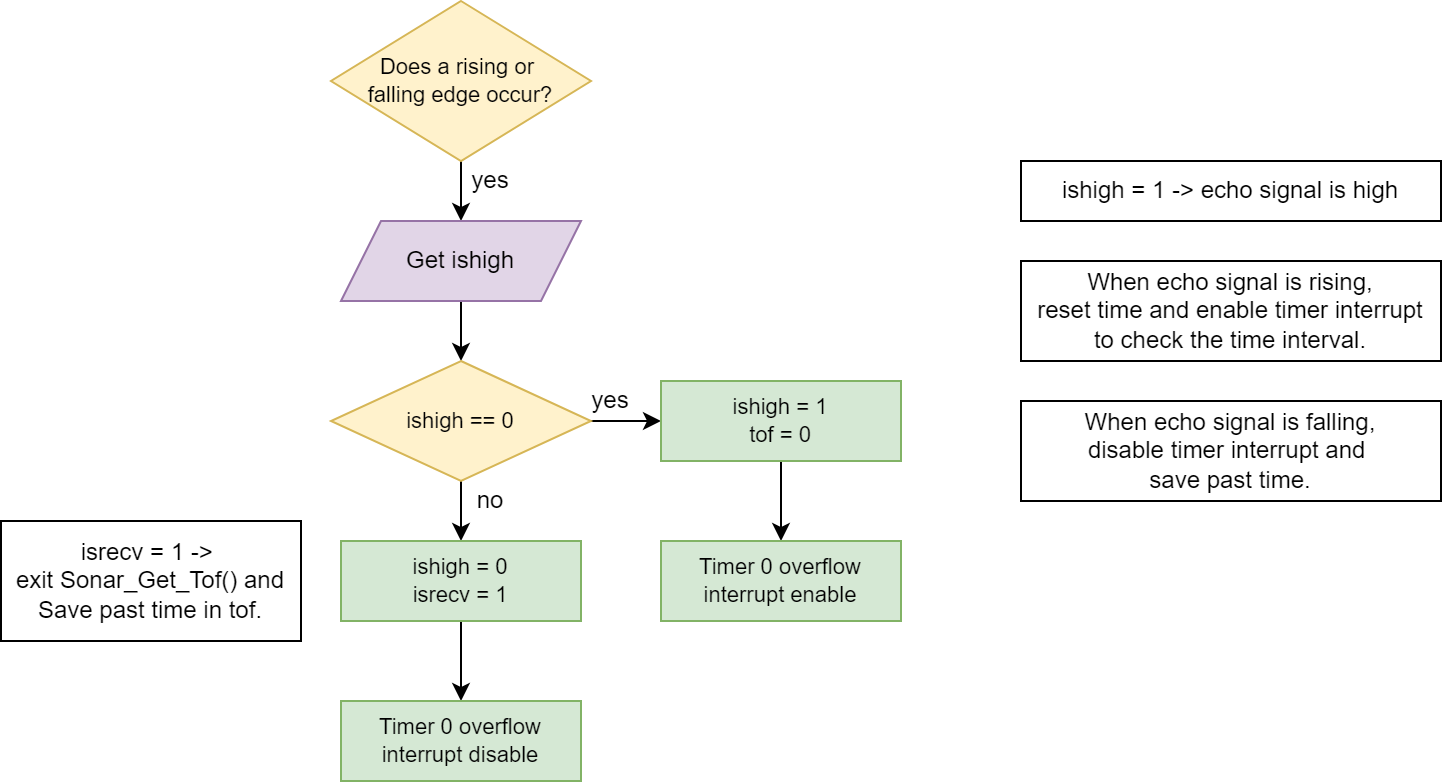 Does a rising or
falling edge occur?
yes
Get ishigh
ishigh == 0
yes
ishigh = 1
tof = 0
no
ishigh = 0
isrecv = 1
Timer 0 overflow
interrupt enable
Timer 0 overflow
interrupt disable
isrecv = 1 ->
exit Sonar_Get_Tof() and
Save past time in tof.
ishigh = 1 -> echo signal is high
When echo signal is rising,
reset time and enable timer interrupt
to check the time interval.
When echo signal is falling,
disable timer interrupt and
save past time.